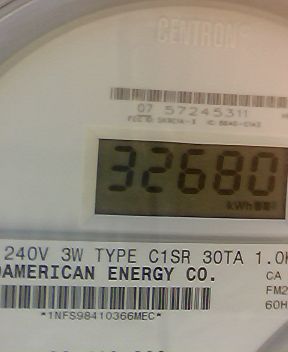 CENTRON
07 57245311
32680
kWh
240V 3W TYPE C1SR 30TA 1.0K
AMERICAN ENERGY CO.
CA
FM2
60H
*1NFS98410366MEC*